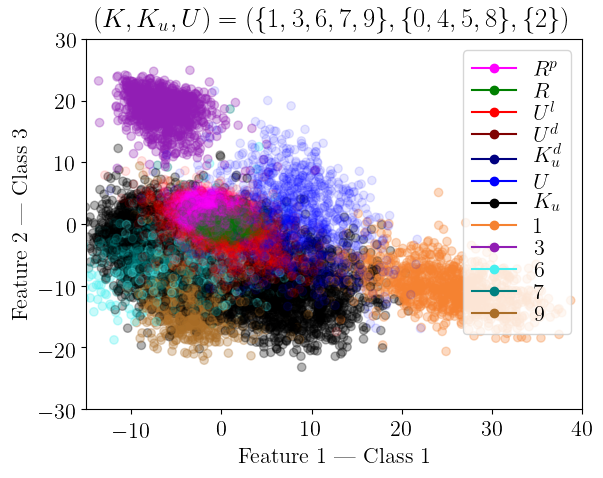 (K, K_u, U) = ({1, 3, 6, 7, 9}, {0, 4, 5, 8}, {2})
30
20
10
0
−10
−20
−30
Feature 2 — Class 3
R^p
R
U^l
U^d
K_u^d
U
K_u
1
3
6
7
9
−10
0
10
20
30
40
Feature 1 — Class 1